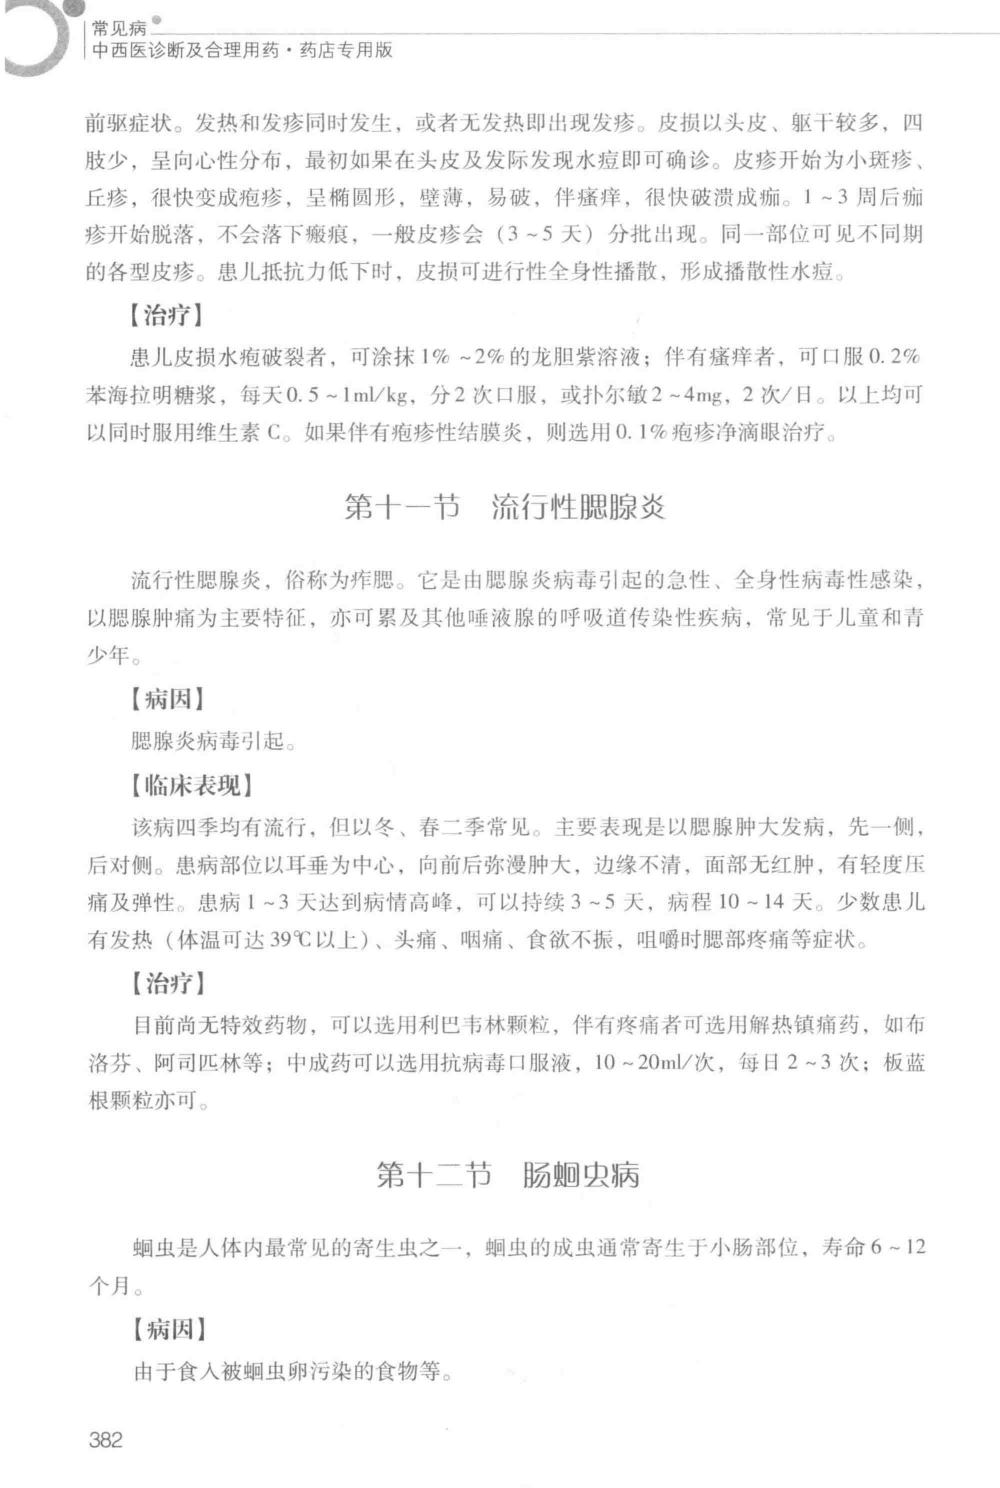 常见病
中西医诊断及合理用药·药店专用版
前驱症状。发热和发疹同时发生，或者无发热即出现发疹。皮损以头皮、躯干较多，四
肢少，呈向心性分布，最初如果在头皮及发际发现水痘即可确诊。皮疹开始为小斑疹、
丘疹，很快变成疱疹，呈椭圆形，壁薄，易破，伴瘙痒，很快破溃成痂。1～3周后痂
疹开始脱落，不会落下瘢痕，一般皮疹会（3～5天）分批出现。同一部位可见不同期
的各型皮疹。患儿抵抗力低下时，皮损可进行性全身性播散，形成播散性水痘。
【治疗】
患儿皮损水疱破裂者，可涂抹1%～2%的龙胆紫溶液；伴有瘙痒者，可口服0.2%
苯海拉明糖浆，每天0.5～1ml/kg，分2次口服，或扑尔敏2～4mg，2次/日。以上均可
以同时服用维生素C。如果伴有疱疹性结膜炎，则选用0.1%疱疹净滴眼治疗。
第十一节 流行性腮腺炎
流行性腮腺炎，俗称为痄腮。它是由腮腺炎病毒引起的急性、全身性病毒性感染，
以腮腺肿痛为主要特征，亦可累及其他唾液腺的呼吸道传染性疾病，常见于儿童和青
少年。
【病因】
腮腺炎病毒引起。
【临床表现】
该病四季均有流行，但以冬、春二季常见。主要表现是以腮腺肿大发病，先一侧，
后对侧。患病部位以耳垂为中心，向前后弥漫肿大，边缘不清，面部无红肿，有轻度压
痛及弹性。患病1～3天达到病情高峰，可以持续3～5天，病程10～14天。少数患儿
有发热（体温可达39℃以上）、头痛、咽痛、食欲不振，咀嚼时腮部疼痛等症状。
【治疗】
目前尚无特效药物，可以选用利巴韦林颗粒，伴有疼痛者可选用解热镇痛药，如布
洛芬、阿司匹林等；中成药可以选用抗病毒口服液，10～20ml/次，每日2～3次；板蓝
根颗粒亦可。
第十二节 肠蛔虫病
蛔虫是人体内最常见的寄生虫之一，蛔虫的成虫通常寄生于小肠部位，寿命6～12
个月。
【病因】
由于食入被蛔虫卵污染的食物等。
382